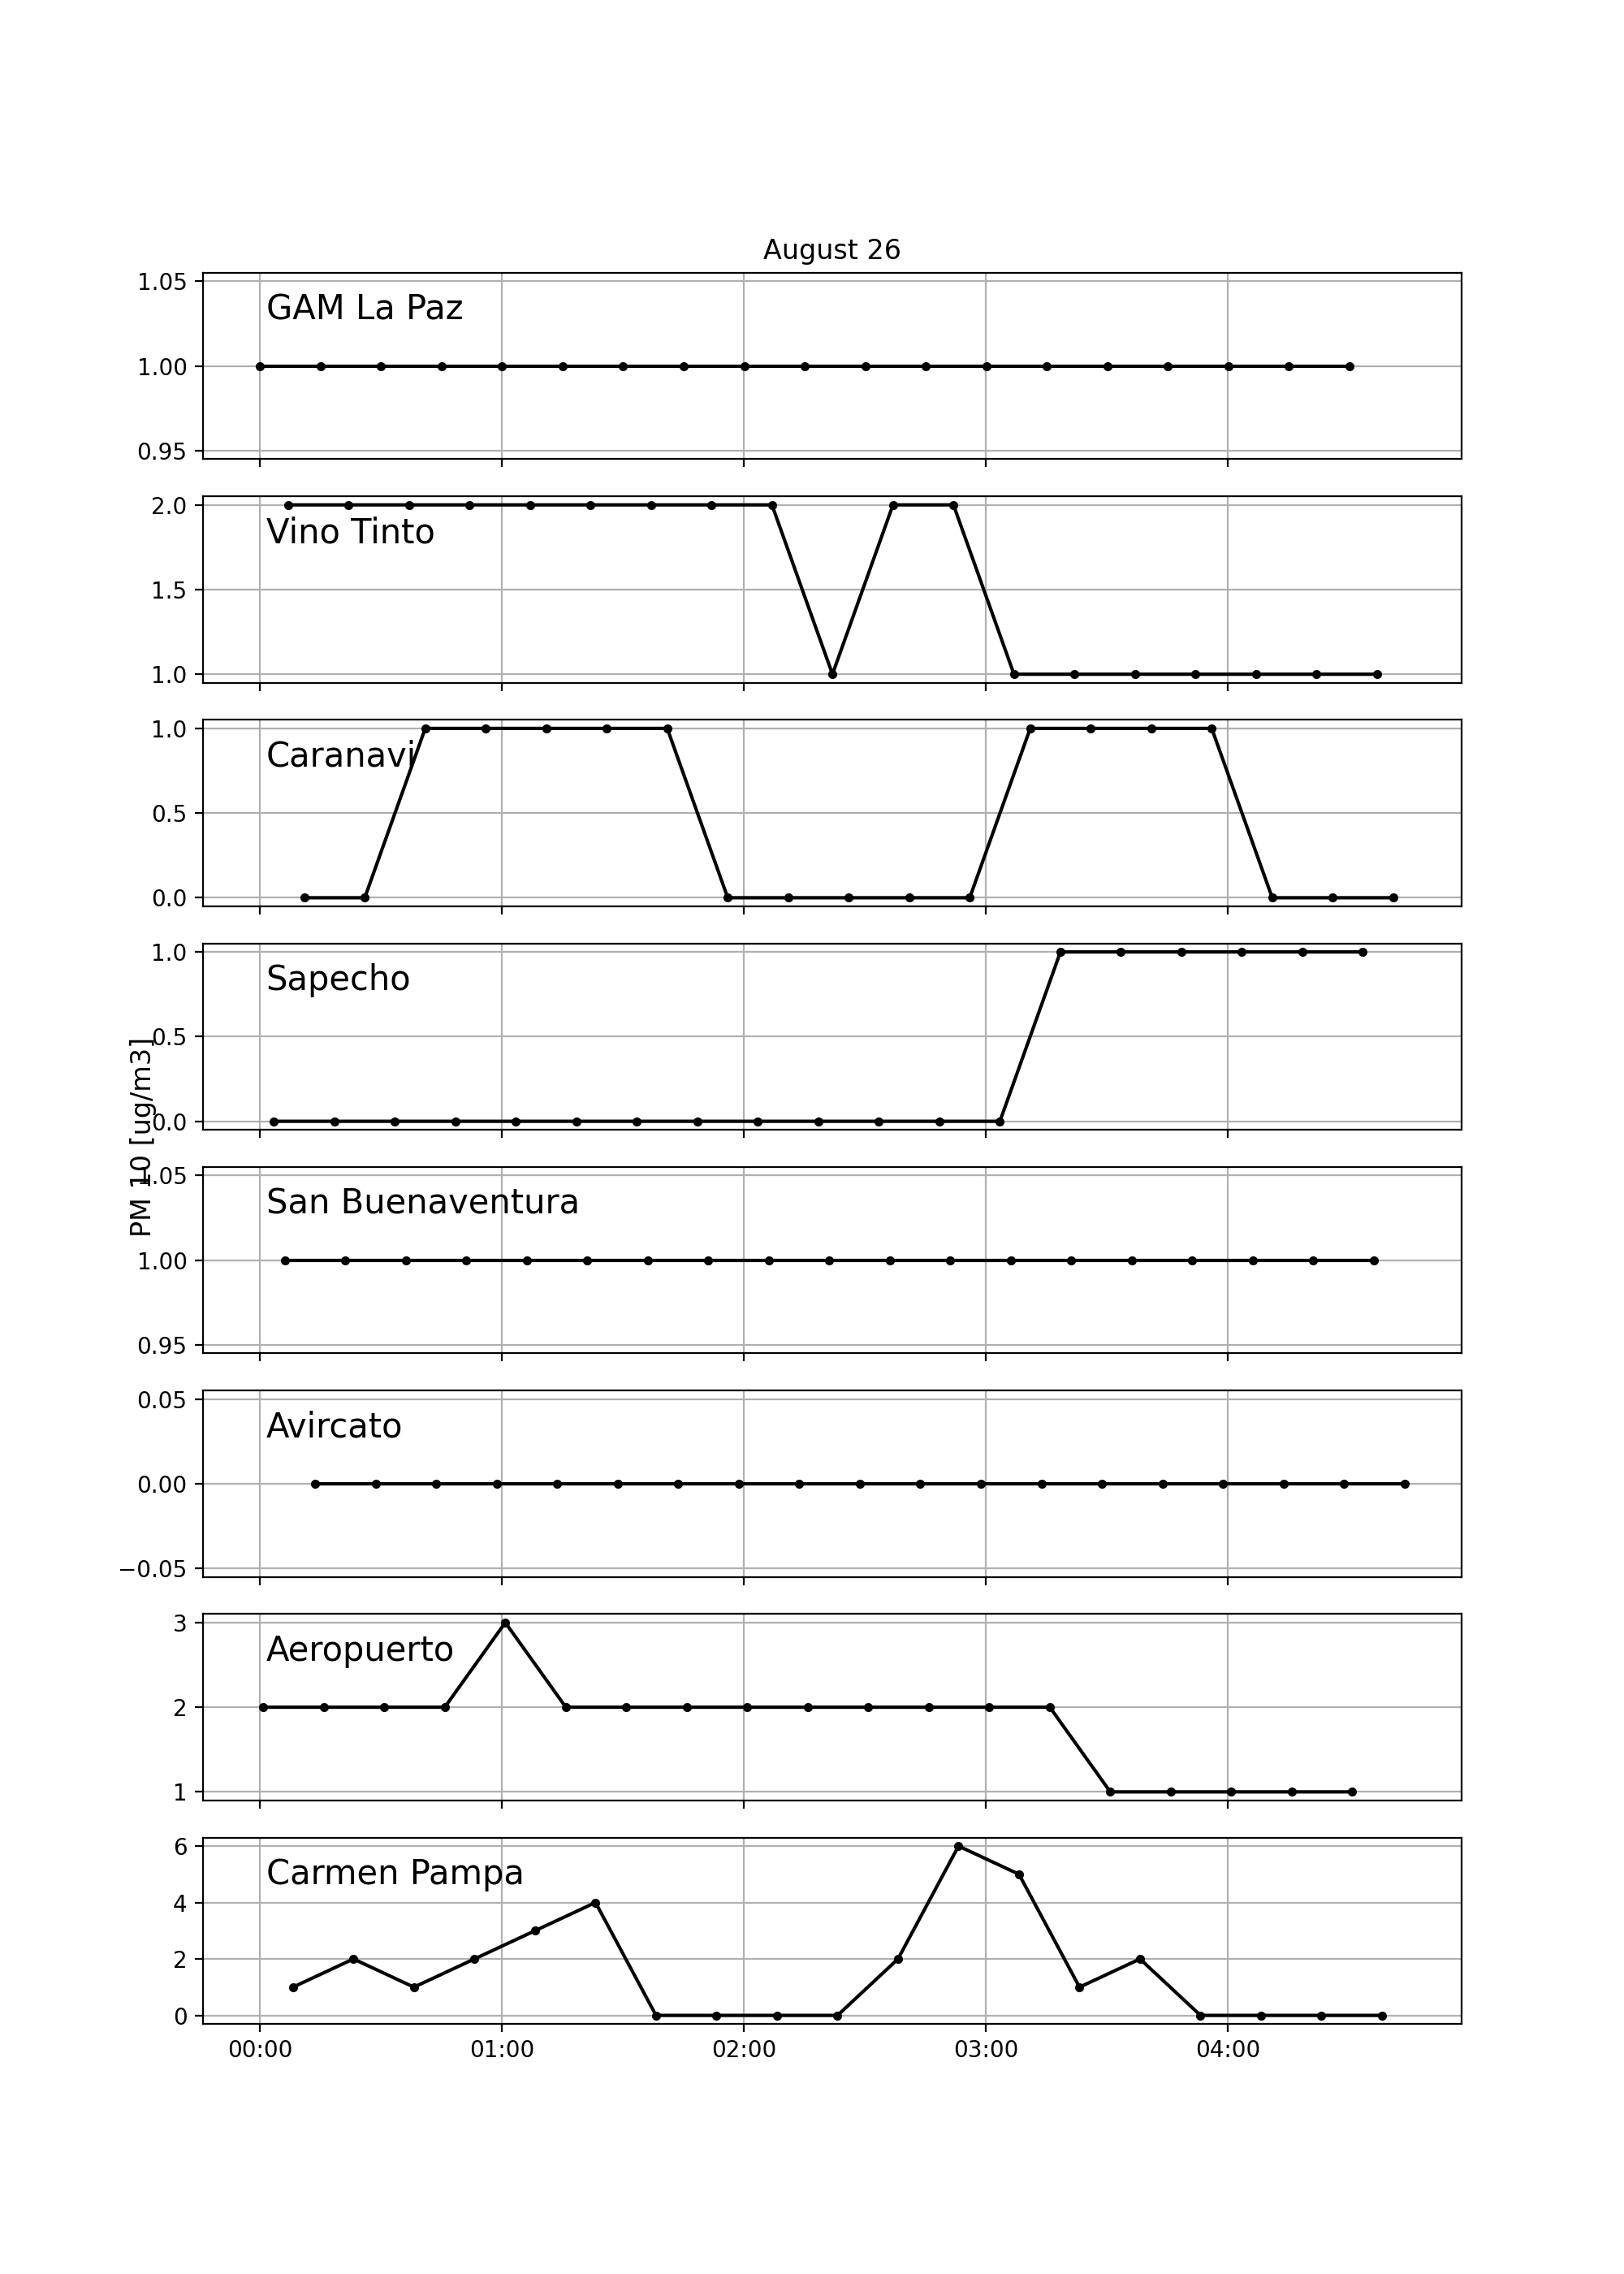 August 26
1.05
GAM La Paz
1.00
0.95
2.0
Vino Tinto
1.5
1.0
1.0
Caranavi
0.5
0.0
1.0
Sapecho
0.5
0.0
PM 10 [ug/m3]
1.05
San Buenaventura
1.00
0.95
0.05
Avircato
0.00
−0.05
3
Aeropuerto
2
1
6
Carmen Pampa
4
2
0
00:00 01:00 02:00 03:00 04:00